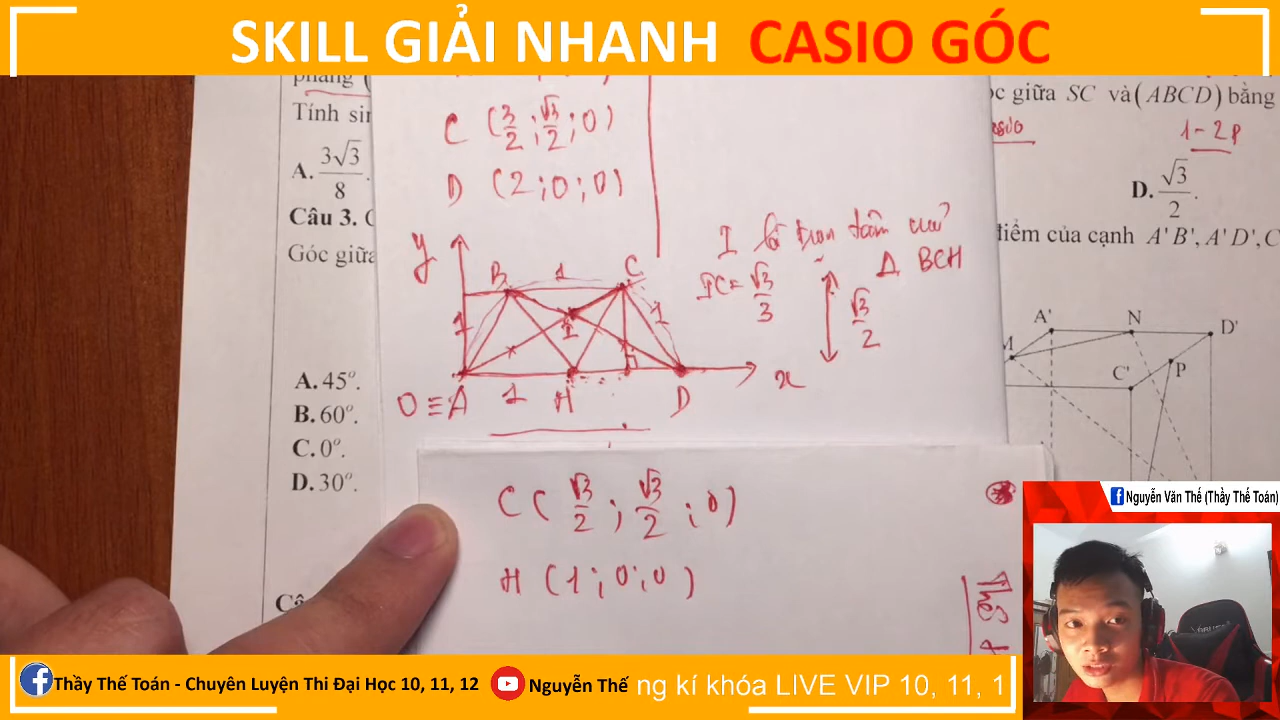 SKILL GIẢI NHANH CASIO GÓC
phẳng (
Tính sin
A. 3√3/8.
Câu 3. C
Góc giữa
A. 45°.
B. 60°.
C. 0°.
D. 30°.
C (3/2; √3/2; 0)
D (2; 0; 0)
y
B 1 C
1 I 1
O ≡ A 1 H D x
I là trọng tâm của
Δ BCH
IC = √3/3
√3/2
C (√3/2; √3/2; 0)
H (1; 0; 0)
óc giữa SC và (ABCD) bằng
1-2p
D. √3/2.
điểm của cạnh A'B', A'D', C
A' N D'
M C' P
Nguyễn Văn Thế (Thầy Thế Toán)
Thầy Thế Toán - Chuyên Luyện Thi Đại Học 10, 11, 12
Nguyễn Thế
ng kí khóa LIVE VIP 10, 11, 1